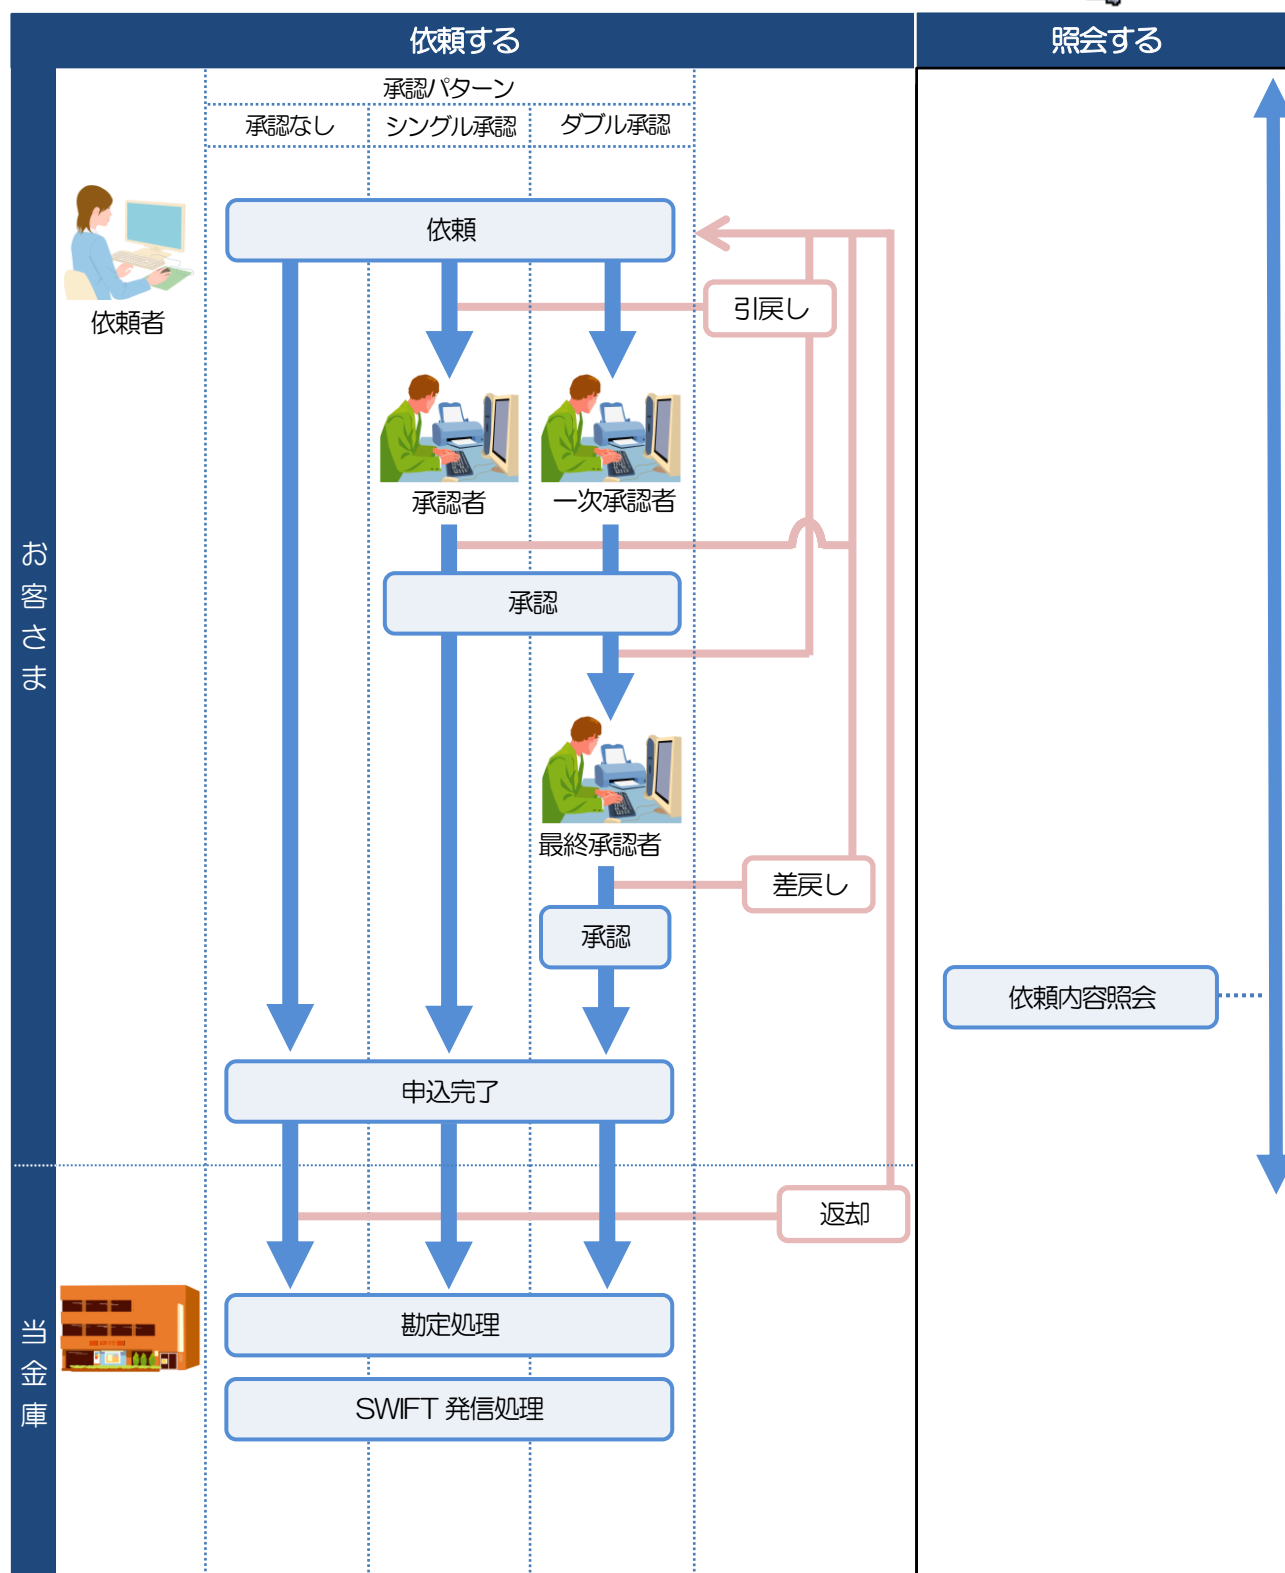 依頼する
照会する
承認パターン
承認なし
シングル承認
ダブル承認
依頼
依頼者
引戻し
承認者
一次承認者
お客さま
承認
最終承認者
差戻し
承認
依頼内容照会
申込完了
返却
当金庫
勘定処理
SWIFT 発信処理